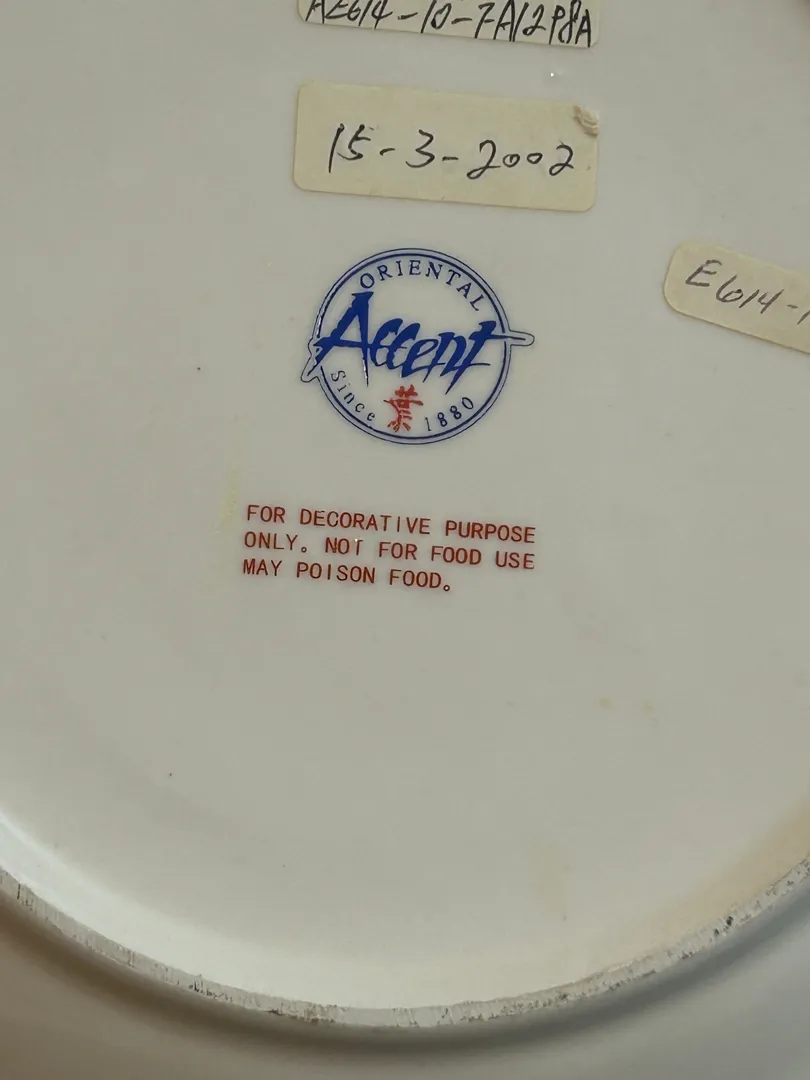 AE614-10-7A12P8A
15-3-2002
E614-1
ORIENTAL
Accent
Since 1880
FOR DECORATIVE PURPOSE
ONLY。 NOT FOR FOOD USE
MAY POISON FOOD。